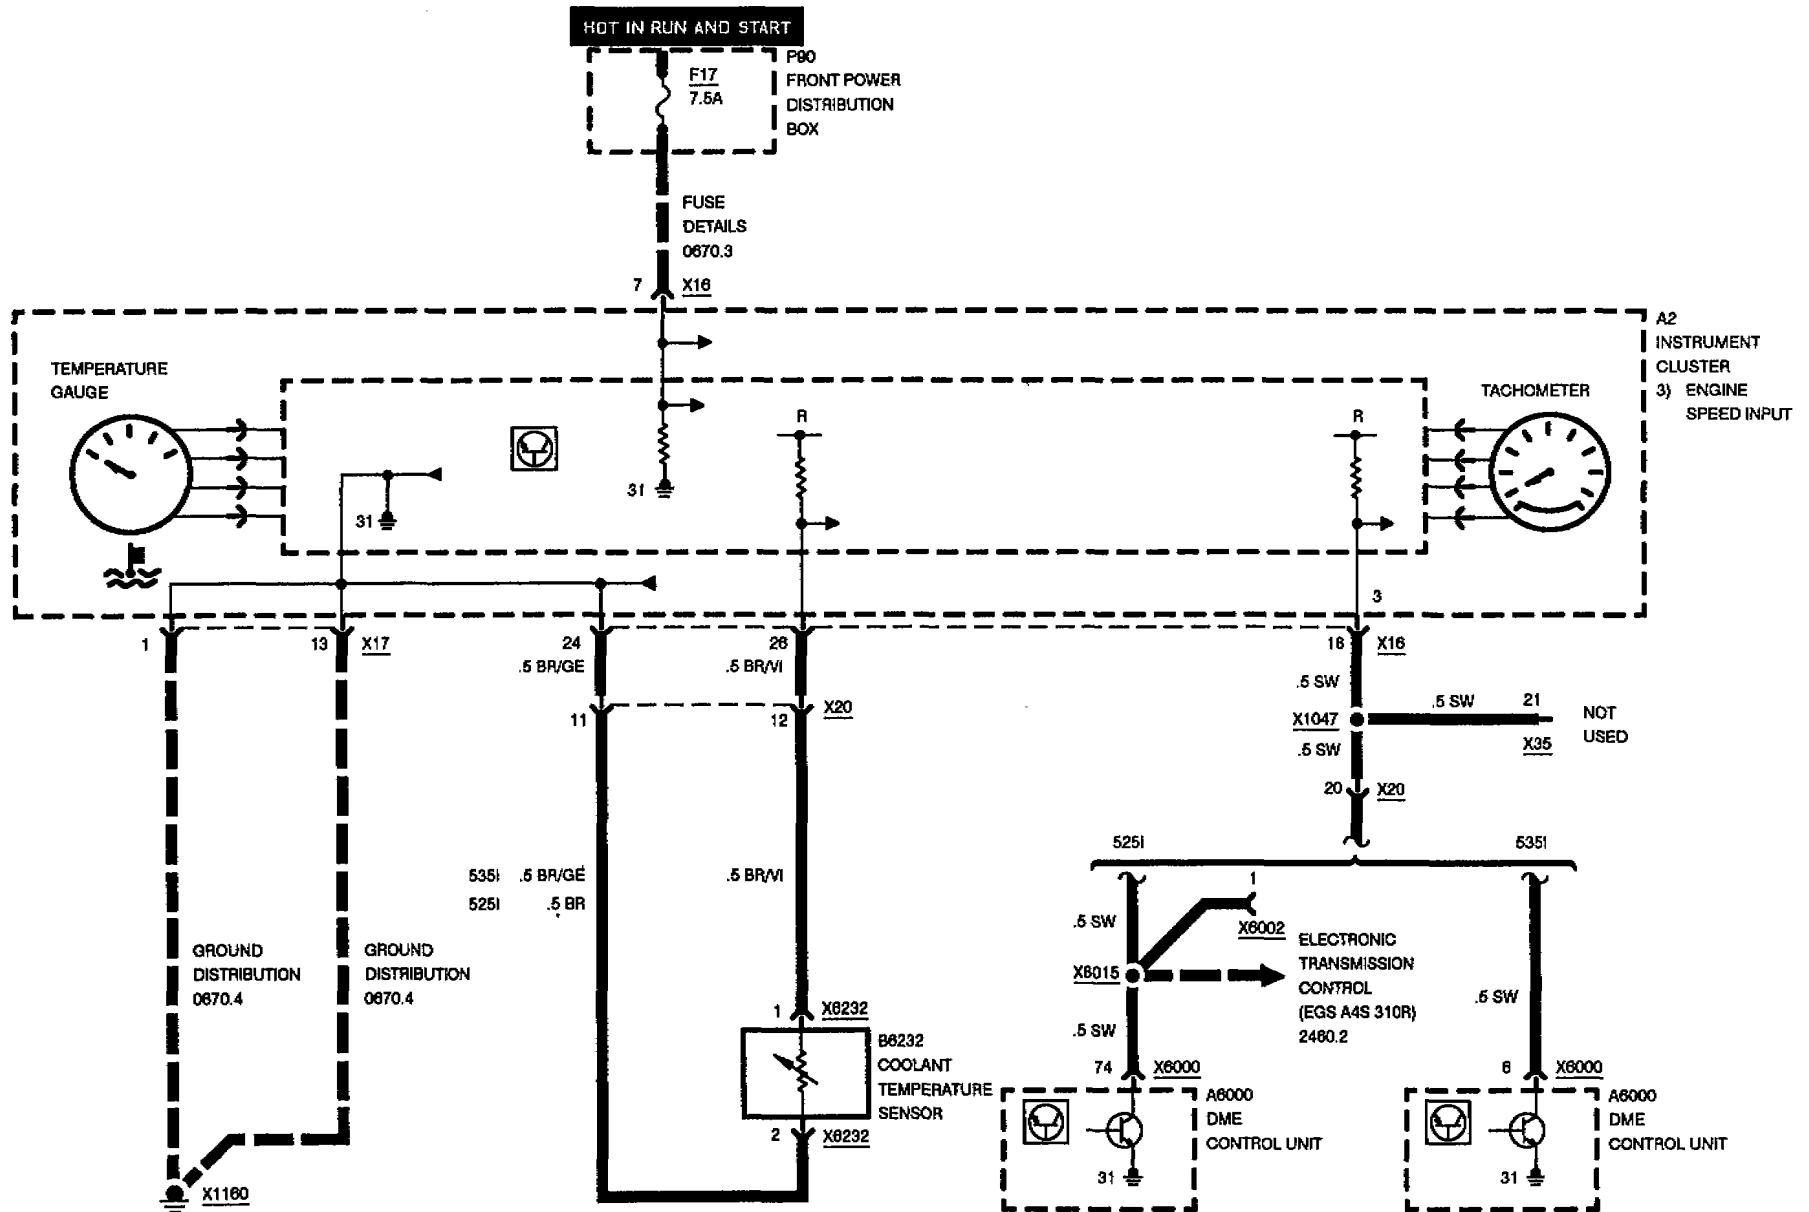 HOT IN RUN AND START
P90
FRONT POWER
DISTRIBUTION
BOX
F17
7.5A
FUSE
DETAILS
0670.3
7 X16
A2
INSTRUMENT
CLUSTER
3) ENGINE
SPEED INPUT
TEMPERATURE
GAUGE
TACHOMETER
R
R
31
31
3
1
13 X17
24
26
18 X16
.5 BR/GE
.5 BR/VI
.5 SW
11
12 X20
X1047
.5 SW 21
NOT
USED
X35
.5 SW
20 X20
525I
535I
535I .5 BR/GE
525I .5 BR
.5 BR/VI
1
.5 SW
X6002
ELECTRONIC
TRANSMISSION
CONTROL
(EGS A4S 310R)
2460.2
X6015
.5 SW
.5 SW
GROUND
DISTRIBUTION
0670.4
GROUND
DISTRIBUTION
0670.4
1 X6232
B6232
COOLANT
TEMPERATURE
SENSOR
2 X6232
74 X6000
A6000
DME
CONTROL UNIT
31
6 X6000
A6000
DME
CONTROL UNIT
31
X1160